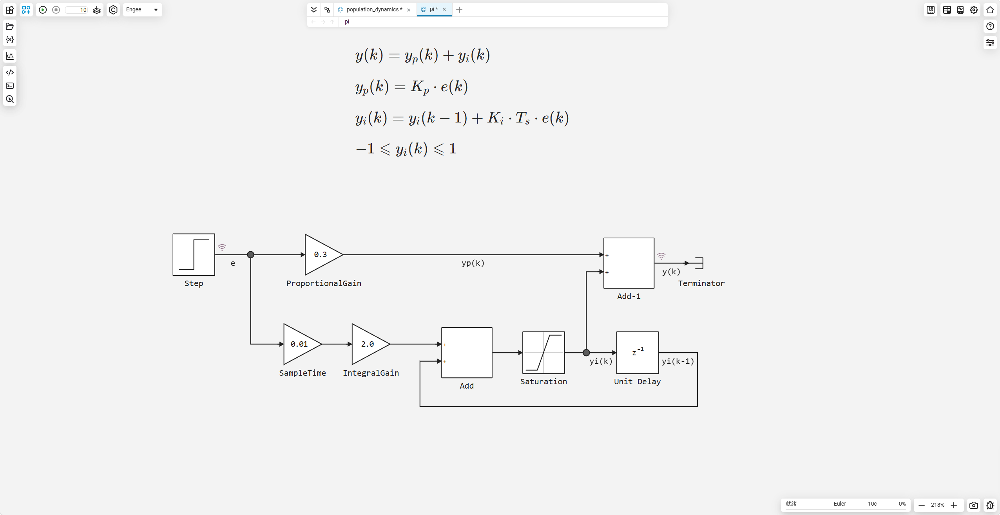 10 Engee population_dynamics * pi *
pi
y(k) = y_p(k) + y_i(k)
y_p(k) = K_p · e(k)
y_i(k) = y_i(k − 1) + K_i · T_s · e(k)
−1 ⩽ y_i(k) ⩽ 1
0.3
+
e
yp(k)
+
y(k)
Step
ProportionalGain
Terminator
Add-1
0.01
2.0
+
z⁻¹
+
yi(k)
yi(k-1)
SampleTime
IntegralGain
Saturation
Unit Delay
Add
就绪 Euler 10c 0% 218%